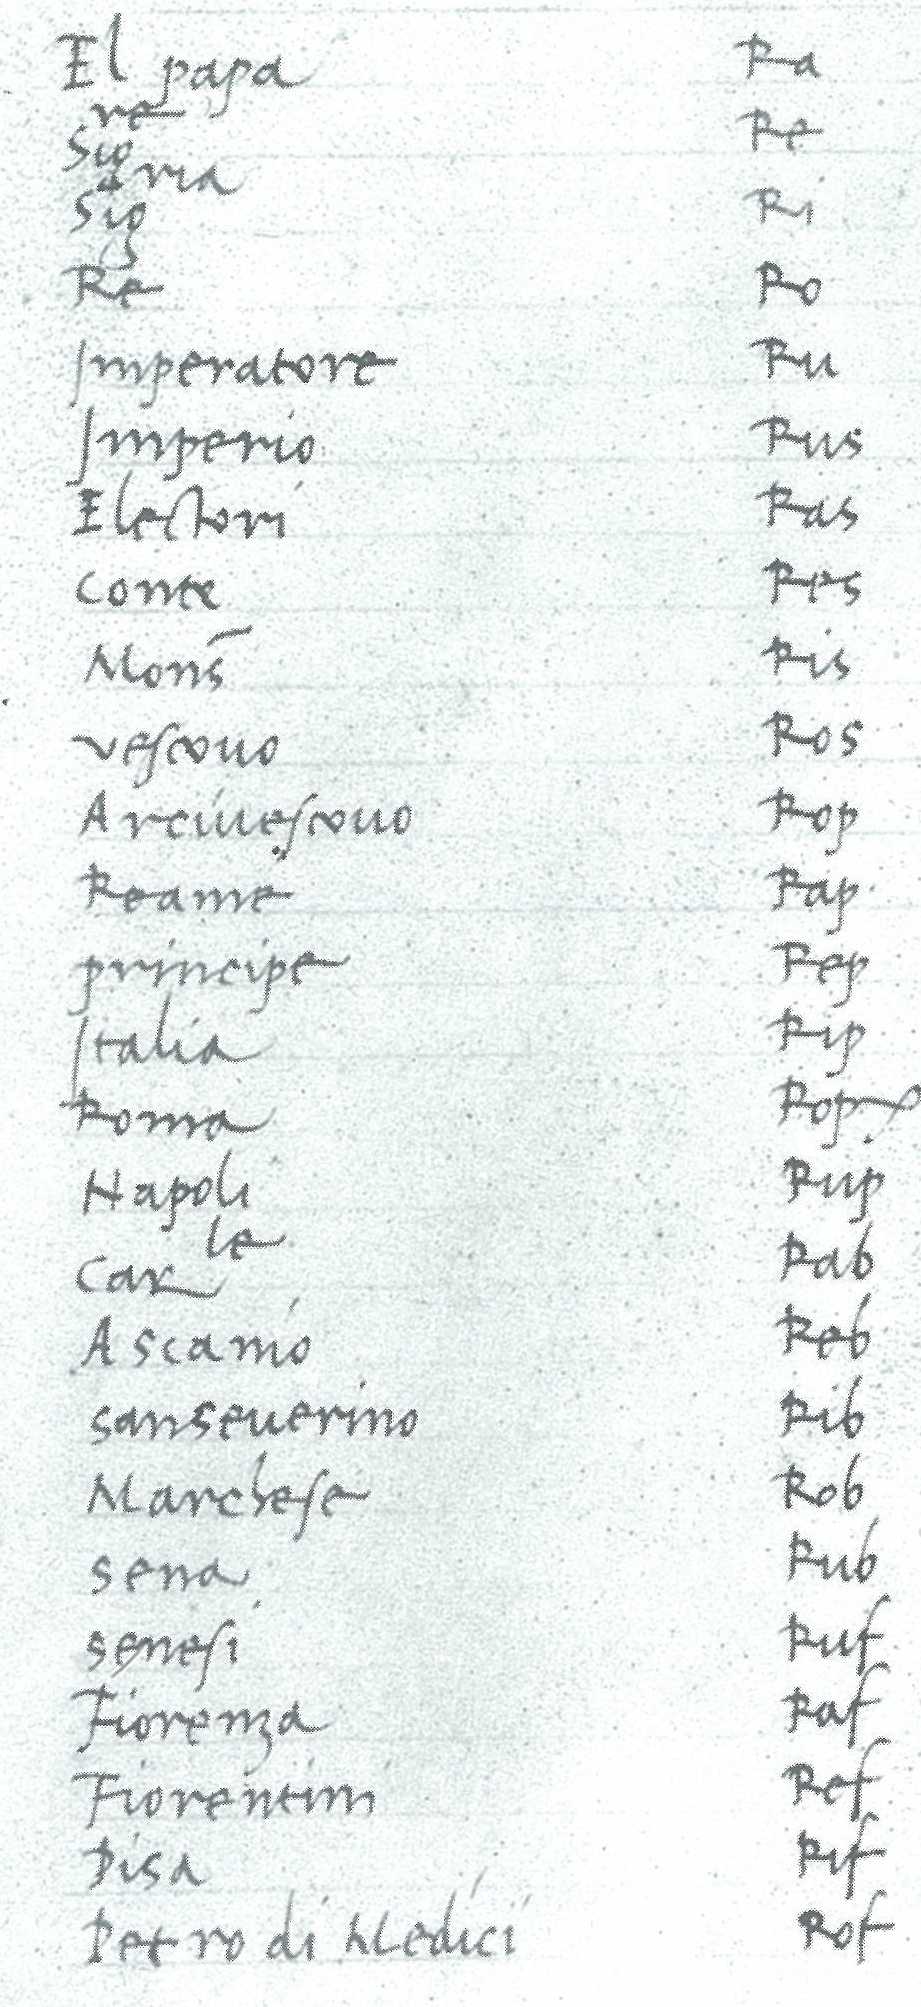 El papa Ra
Sig.re Re
Sig.ria Ri
Re Ro
Imperatore Ru
Imperio Rus
Electori Ras
Conte Res
Mons Ris
vescouo Ros
Arciuescouo Rop
Reame Rap
principe Rep
Italia Rip
Roma Rop
Napoli Rup
Car.le Rab
Ascanio Reb
sanseuerino Rib
Marchese Rob
sena Rub
senesi Ruf
Fiorenza Raf
Fiorentini Ref
Pisa Rif
Petro di Medici Rof